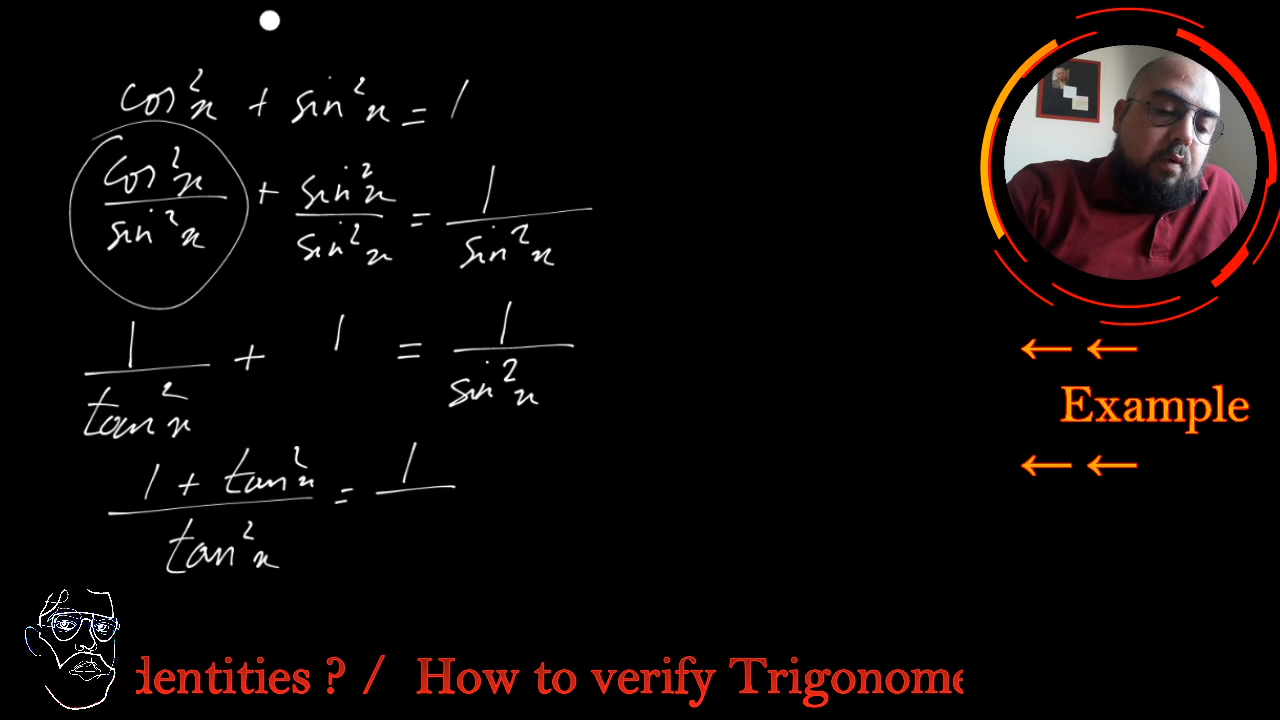 cos²x + sin²x = 1
cos²x/sin²x + sin²x/sin²x = 1/sin²x
1/tan²x + 1 = 1/sin²x
1 + tan²x/tan²x = 1/
← ←
Example
← ←
dentities ? / How to verify Trigonome